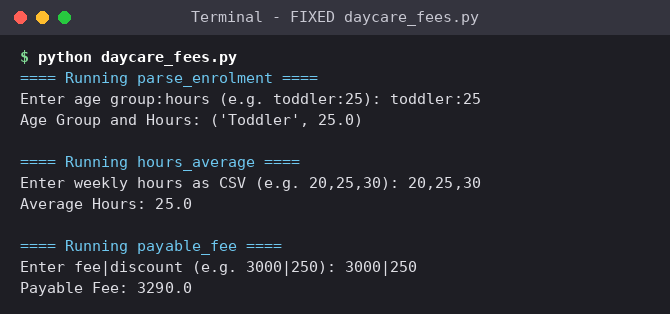 Terminal - FIXED daycare_fees.py
$ python daycare_fees.py
==== Running parse_enrolment ====
Enter age group:hours (e.g. toddler:25): toddler:25
Age Group and Hours: ('Toddler', 25.0)
==== Running hours_average ====
Enter weekly hours as CSV (e.g. 20,25,30): 20,25,30
Average Hours: 25.0
==== Running payable_fee ====
Enter fee|discount (e.g. 3000|250): 3000|250
Payable Fee: 3290.0